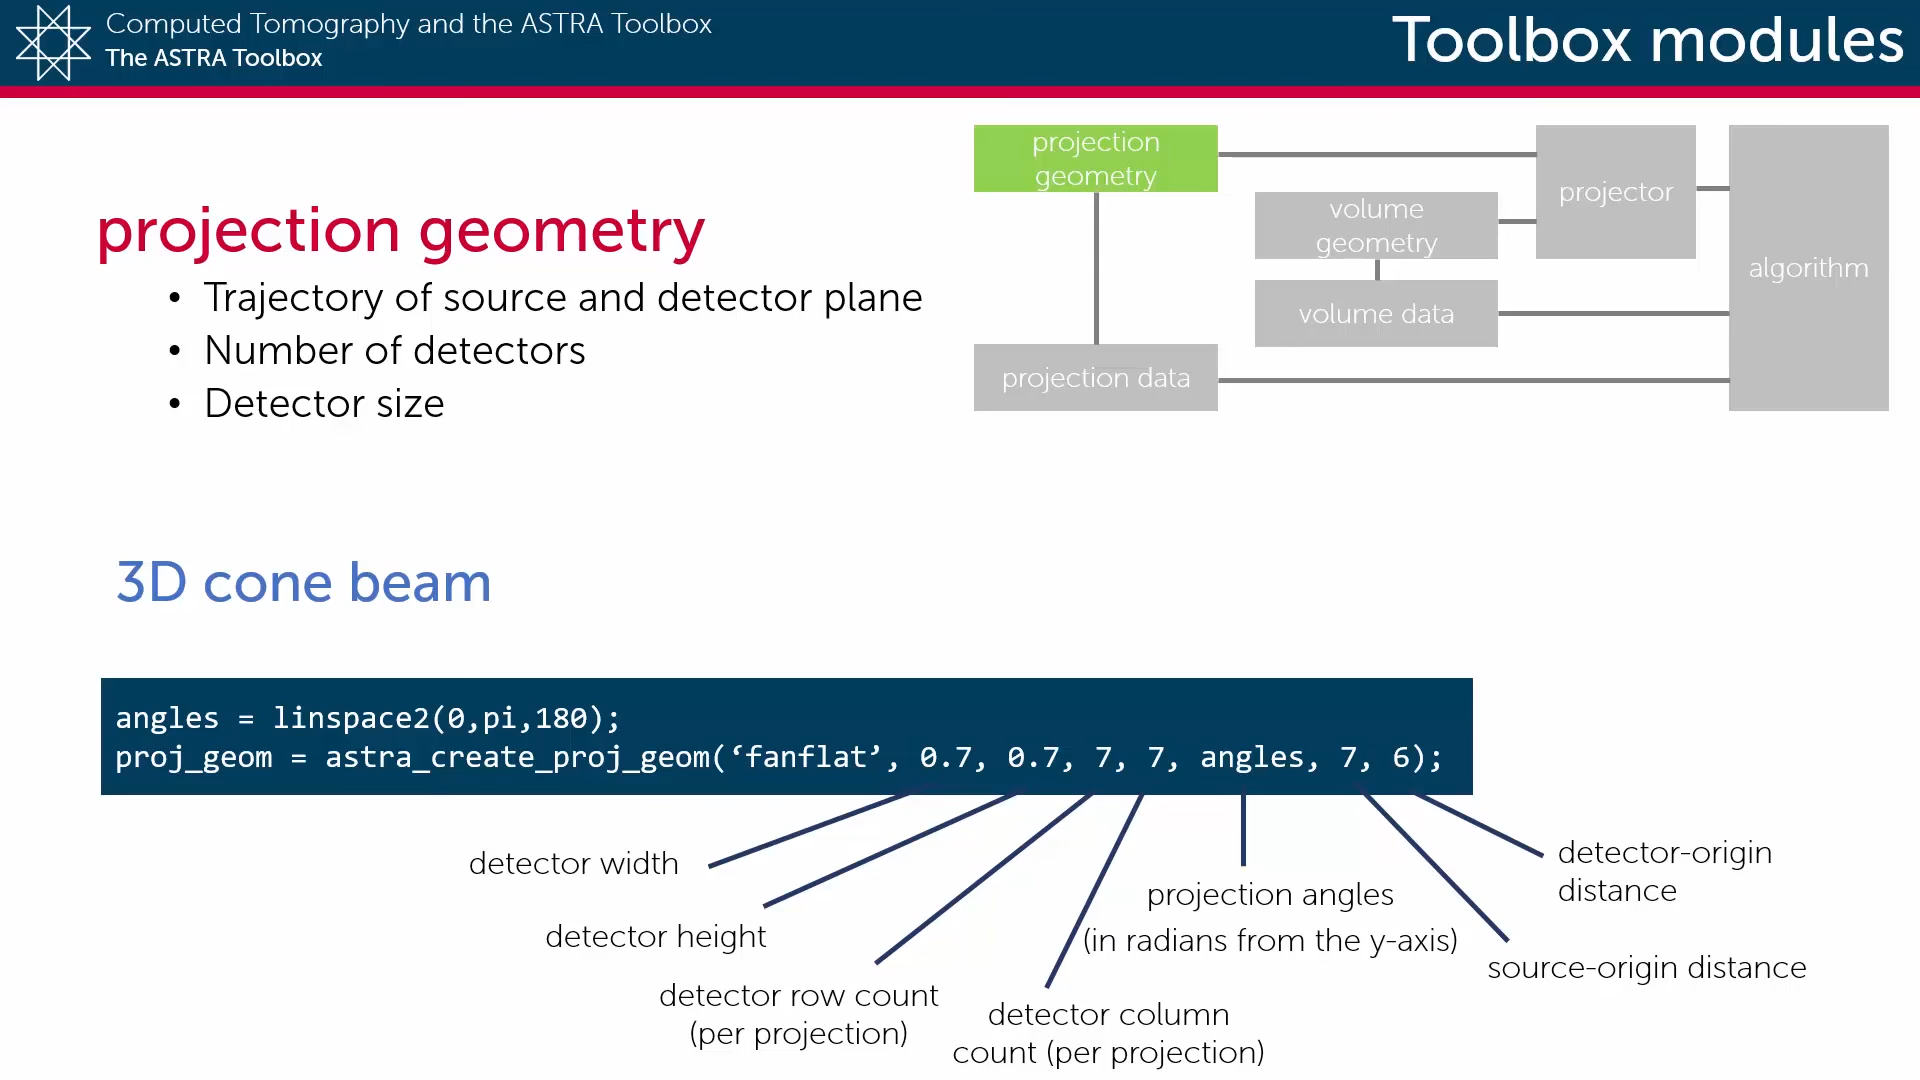 Computed Tomography and the ASTRA Toolbox
The ASTRA Toolbox
Toolbox modules
projection
geometry
projector
volume
geometry
algorithm
volume data
projection data
projection geometry
• Trajectory of source and detector plane
• Number of detectors
• Detector size
3D cone beam
angles = linspace2(0,pi,180);
proj_geom = astra_create_proj_geom(‘fanflat’, 0.7, 0.7, 7, 7, angles, 7, 6);
detector width
detector height
detector row count
(per projection)
detector column
count (per projection)
projection angles
(in radians from the y-axis)
source-origin distance
detector-origin
distance